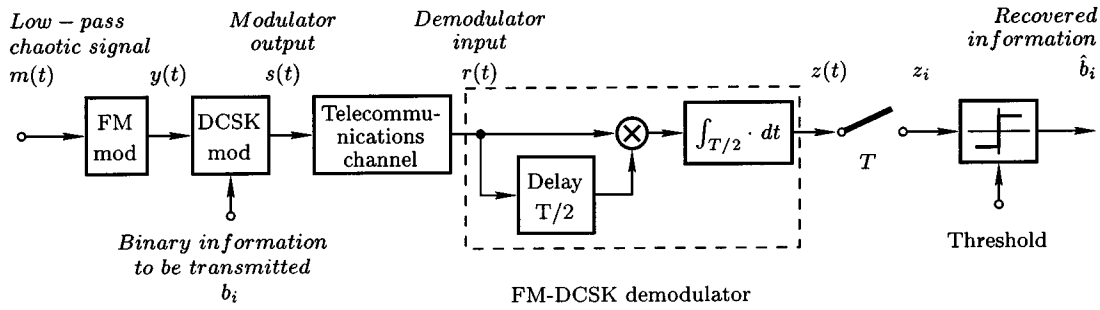 Low – pass
chaotic signal
m(t)
y(t)
Modulator
output
s(t)
Demodulator
input
r(t)
z(t)
z_i
Recovered
information
b̂_i
FM
mod
DCSK
mod
Telecommu-
nications
channel
Delay
T/2
∫_{T/2} · dt
T
Threshold
Binary information
to be transmitted
b_i
FM-DCSK demodulator